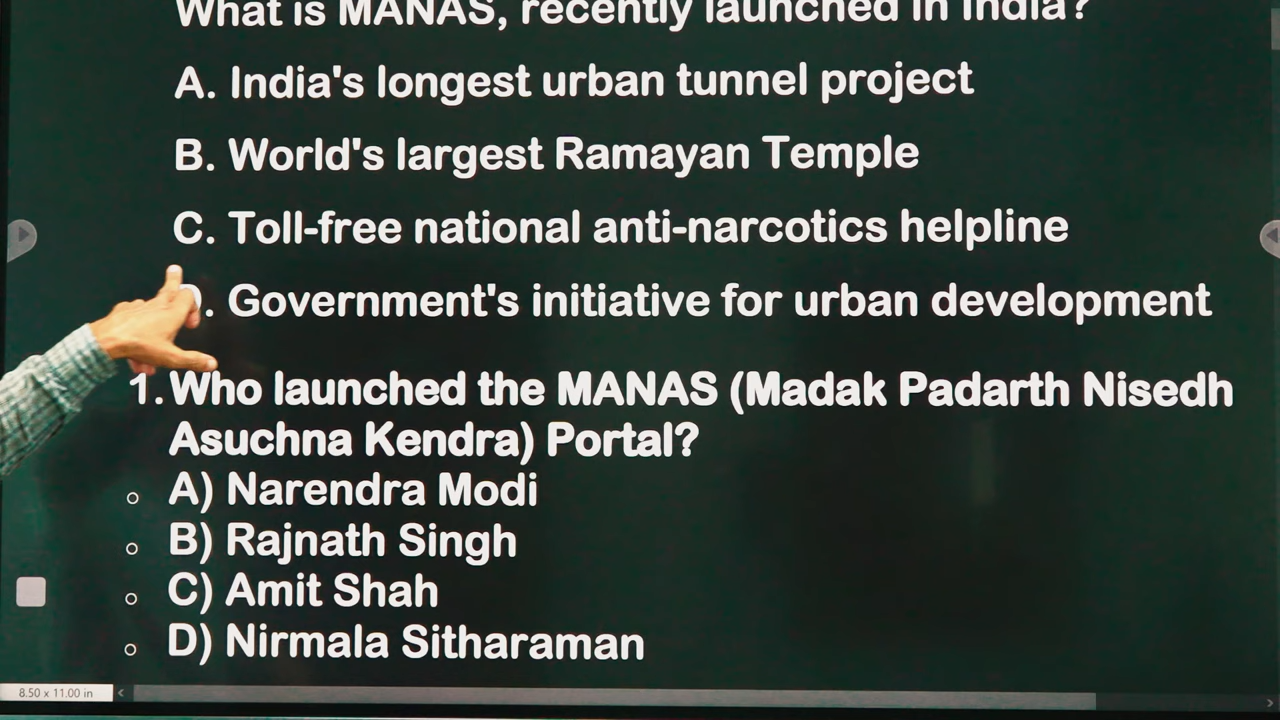 What is MANAS, recently launched in India?
A. India's longest urban tunnel project
B. World's largest Ramayan Temple
C. Toll-free national anti-narcotics helpline
D. Government's initiative for urban development
1. Who launched the MANAS (Madak Padarth Nisedh
Asuchna Kendra) Portal?
A) Narendra Modi
B) Rajnath Singh
C) Amit Shah
D) Nirmala Sitharaman
8.50 x 11.00 in